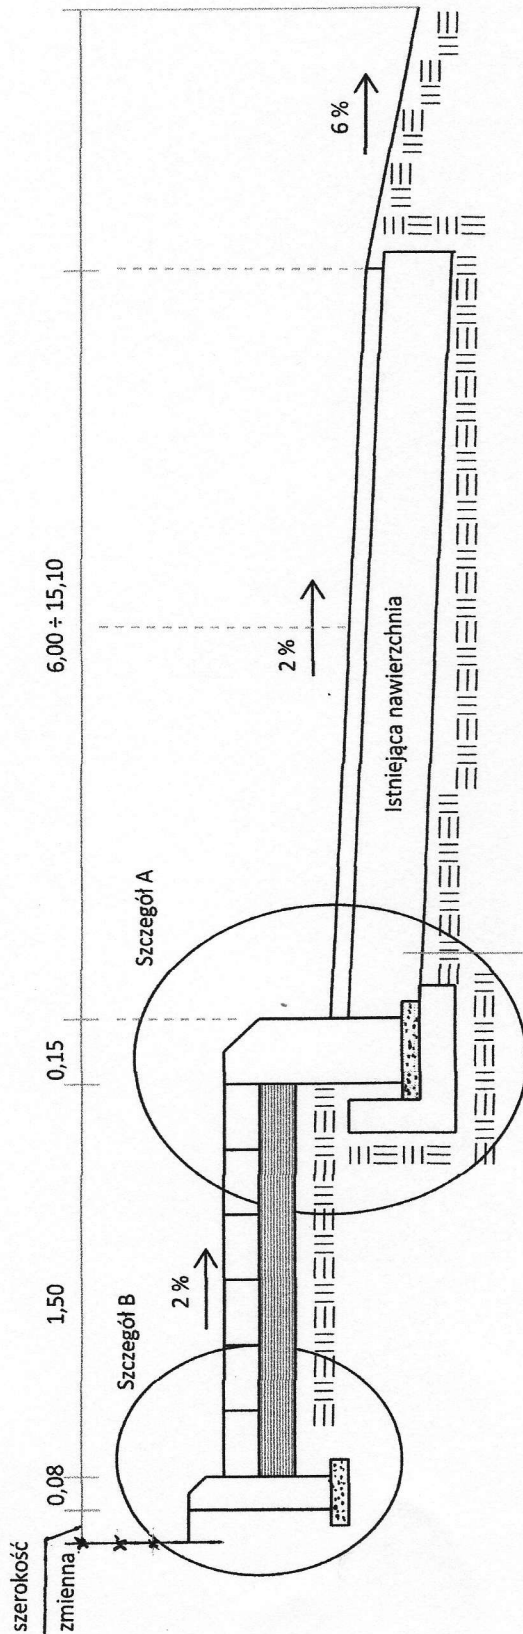 szerokość
zmienna
0,08
1,50
0,15
6,00 ÷ 15,10
Szczegół B
Szczegół A
2 %
2 %
6 %
Istniejąca nawierzchnia